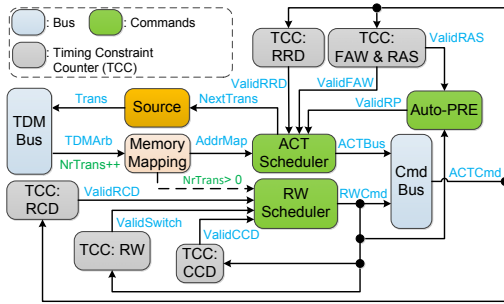 : Bus
: Commands
: Timing Constraint
Counter (TCC)
TCC:
RRD
TCC:
FAW & RAS
ValidRAS
ValidRRD
ValidFAW
Trans
Source
NextTrans
ValidRP
Auto-PRE
TDM
Bus
TDMArb
NrTrans++
Memory
Mapping
AddrMap
ACT
Scheduler
ACTBus
Cmd
Bus
ACTCmd
NrTrans> 0
TCC:
RCD
ValidRCD
RW
Scheduler
RWCmd
ValidSwitch
TCC: RW
ValidCCD
TCC:
CCD